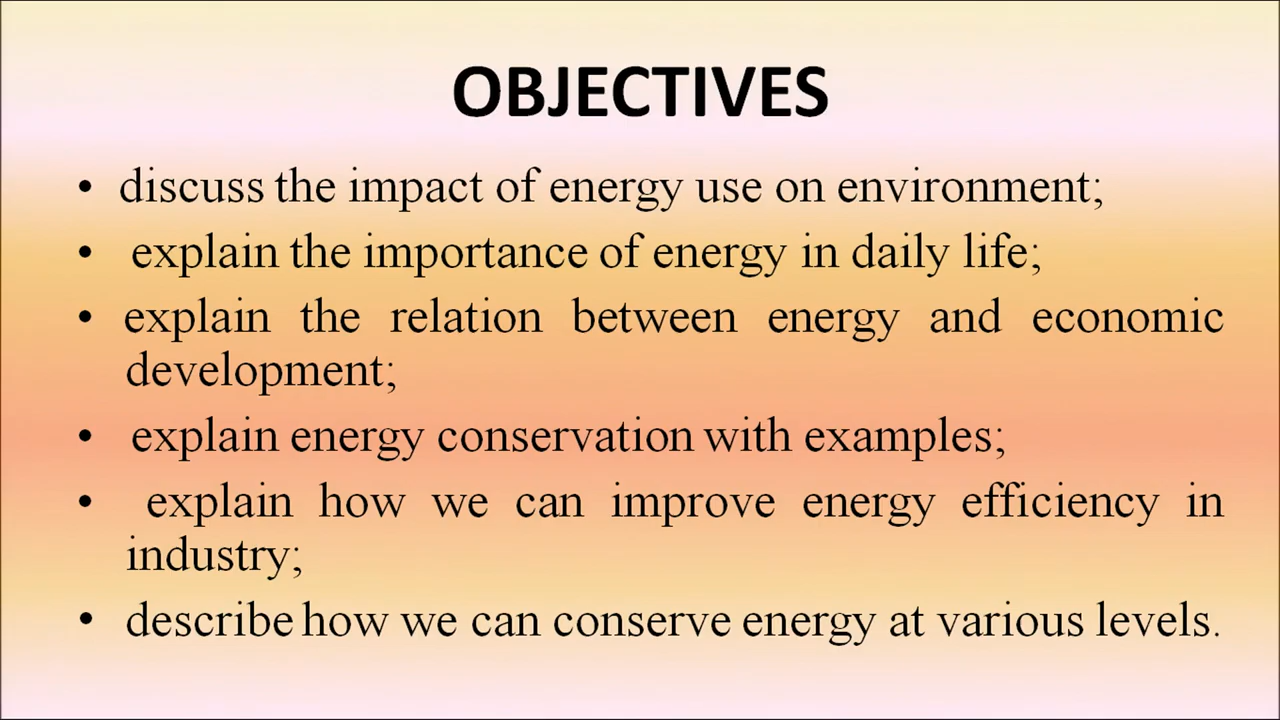 OBJECTIVES
• discuss the impact of energy use on environment;
• explain the importance of energy in daily life;
• explain the relation between energy and economic
development;
• explain energy conservation with examples;
• explain how we can improve energy efficiency in
industry;
• describe how we can conserve energy at various levels.